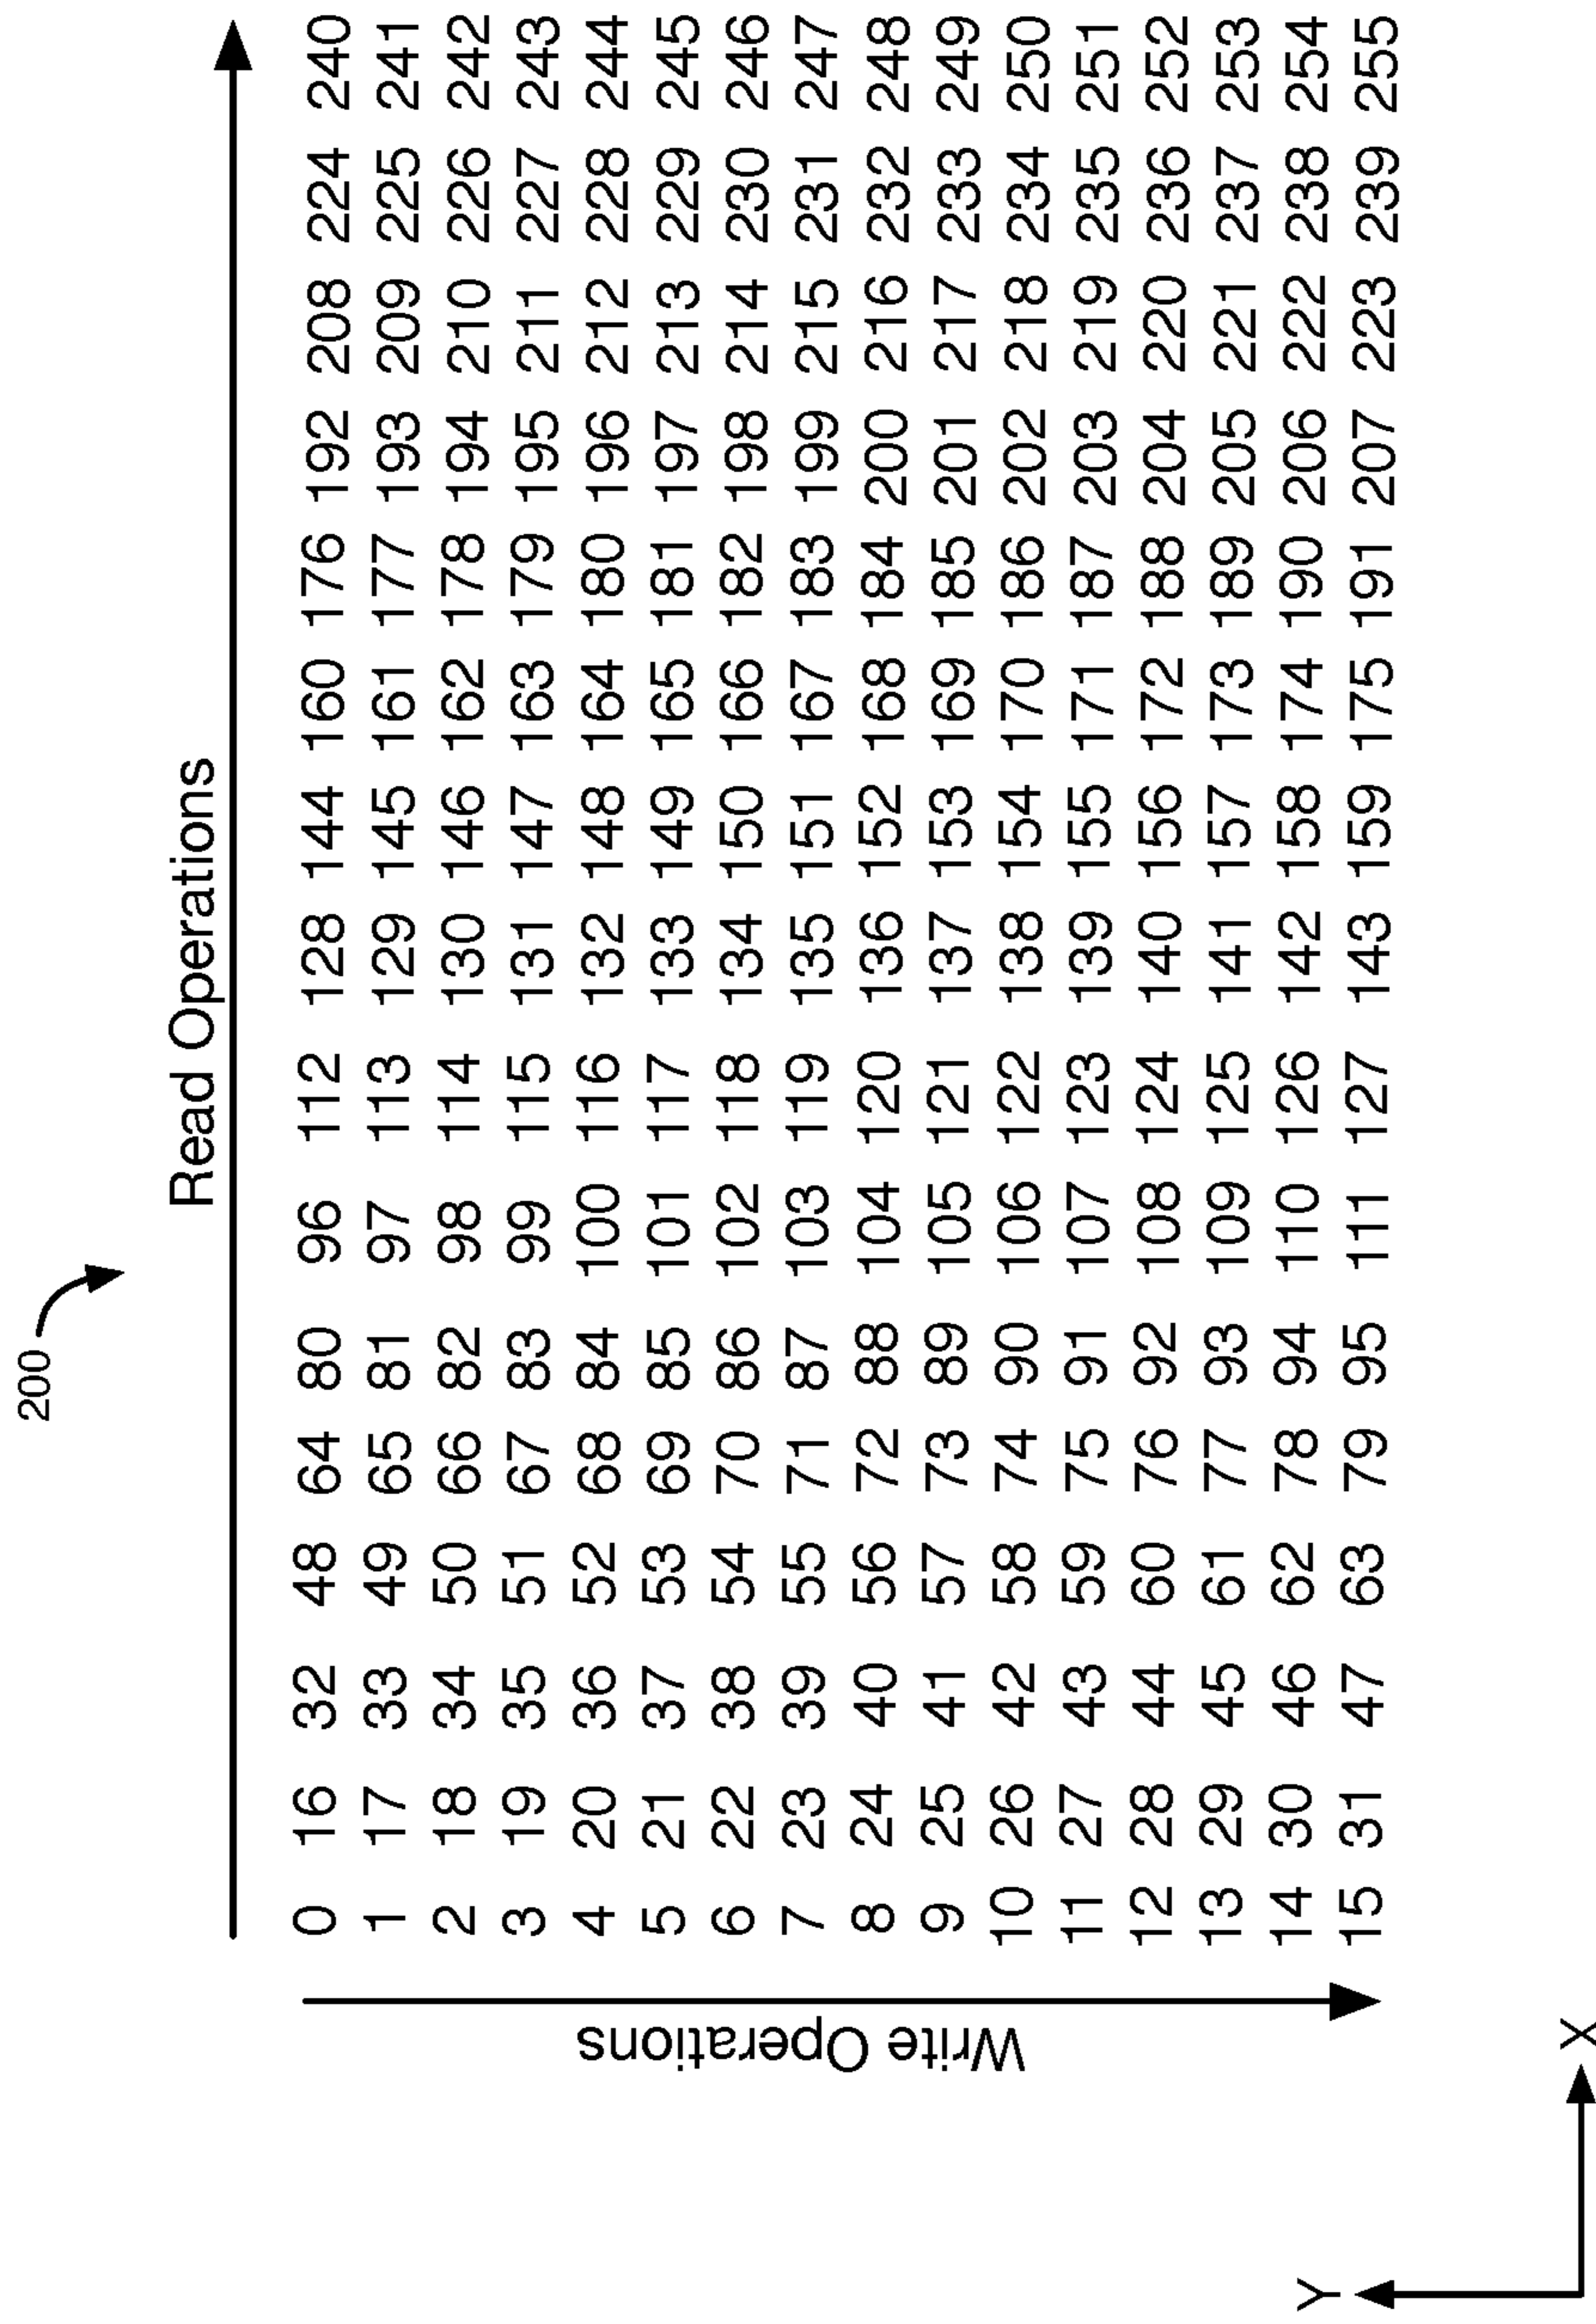 200
Read Operations
Write Operations
0 16 32 48 64 80 96 112 128 144 160 176 192 208 224 240
1 17 33 49 65 81 97 113 129 145 161 177 193 209 225 241
2 18 34 50 66 82 98 114 130 146 162 178 194 210 226 242
3 19 35 51 67 83 99 115 131 147 163 179 195 211 227 243
4 20 36 52 68 84 100 116 132 148 164 180 196 212 228 244
5 21 37 53 69 85 101 117 133 149 165 181 197 213 229 245
6 22 38 54 70 86 102 118 134 150 166 182 198 214 230 246
7 23 39 55 71 87 103 119 135 151 167 183 199 215 231 247
8 24 40 56 72 88 104 120 136 152 168 184 200 216 232 248
9 25 41 57 73 89 105 121 137 153 169 185 201 217 233 249
10 26 42 58 74 90 106 122 138 154 170 186 202 218 234 250
11 27 43 59 75 91 107 123 139 155 171 187 203 219 235 251
12 28 44 60 76 92 108 124 140 156 172 188 204 220 236 252
13 29 45 61 77 93 109 125 141 157 173 189 205 221 237 253
14 30 46 62 78 94 110 126 142 158 174 190 206 222 238 254
15 31 47 63 79 95 111 127 143 159 175 191 207 223 239 255
Y
X